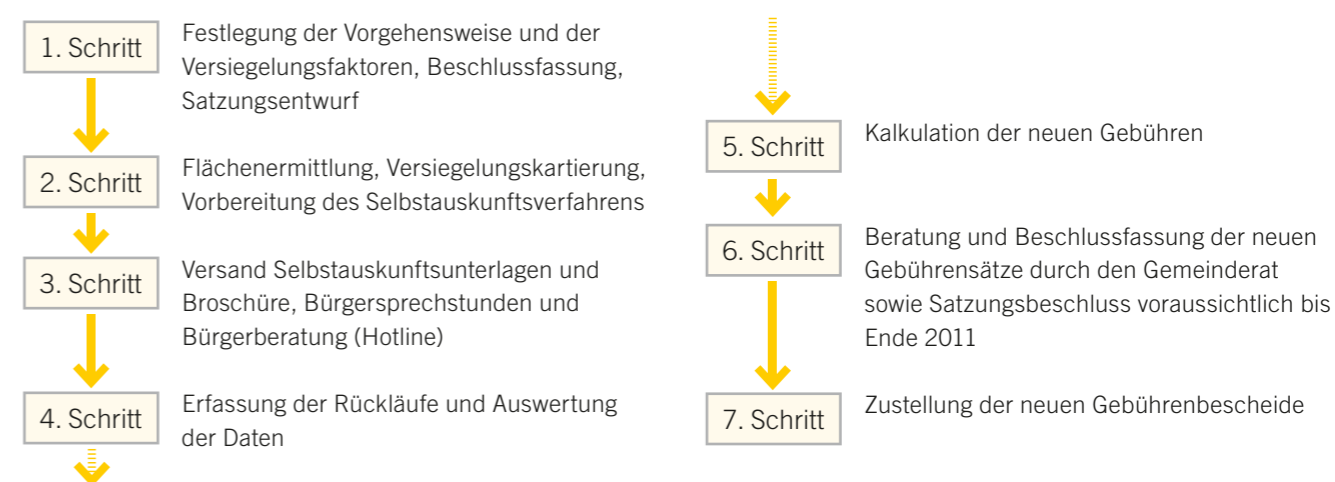 1. Schritt
Festlegung der Vorgehensweise und der
Versiegelungsfaktoren, Beschlussfassung,
Satzungsentwurf
2. Schritt
Flächenermittlung, Versiegelungskartierung,
Vorbereitung des Selbstauskunftsverfahrens
3. Schritt
Versand Selbstauskunftsunterlagen und
Broschüre, Bürgersprechstunden und
Bürgerberatung (Hotline)
4. Schritt
Erfassung der Rückläufe und Auswertung
der Daten
5. Schritt
Kalkulation der neuen Gebühren
6. Schritt
Beratung und Beschlussfassung der neuen
Gebührensätze durch den Gemeinderat
sowie Satzungsbeschluss voraussichtlich bis
Ende 2011
7. Schritt
Zustellung der neuen Gebührenbescheide